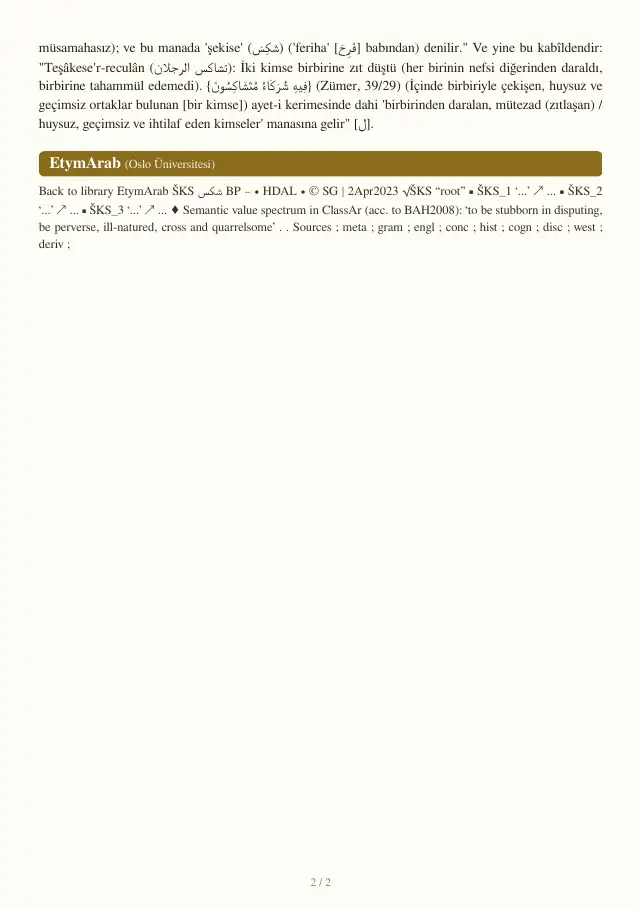 müsamahasız); ve bu manada 'şekise' (شَكِسَ) ('feriha' [فَرِحَ] babından) denilir." Ve yine bu kabîldendir:
"Teşâkese'r-reculân (تشاكس الرجلان): İki kimse birbirine zıt düştü (her birinin nefsi diğerinden daraldı,
birbirine tahammül edemedi). {فِيهِ شُرَكَاءُ مُتَشَاكِسُونَ} (Zümer, 39/29) (İçinde birbiriyle çekişen, huysuz ve
geçimsiz ortaklar bulunan [bir kimse]) ayet-i kerimesinde dahi 'birbirinden daralan, mütezad (zıtlaşan) /
huysuz, geçimsiz ve ihtilaf eden kimseler' manasına gelir" [ل].
EtymArab (Oslo Üniversitesi)
Back to library EtymArab ŠKS شكس BP – • HDAL • © SG | 2Apr2023 √ŠKS “root” ▪ ŠKS_1 ‘...’ ↗ ... ▪ ŠKS_2
‘...’ ↗ ... ▪ ŠKS_3 ‘...’ ↗ ... ♦ Semantic value spectrum in ClassAr (acc. to BAH2008): ‘to be stubborn in disputing,
be perverse, ill-natured, cross and quarrelsome’ . . Sources ; meta ; gram ; engl ; conc ; hist ; cogn ; disc ; west ;
deriv ;
2 / 2